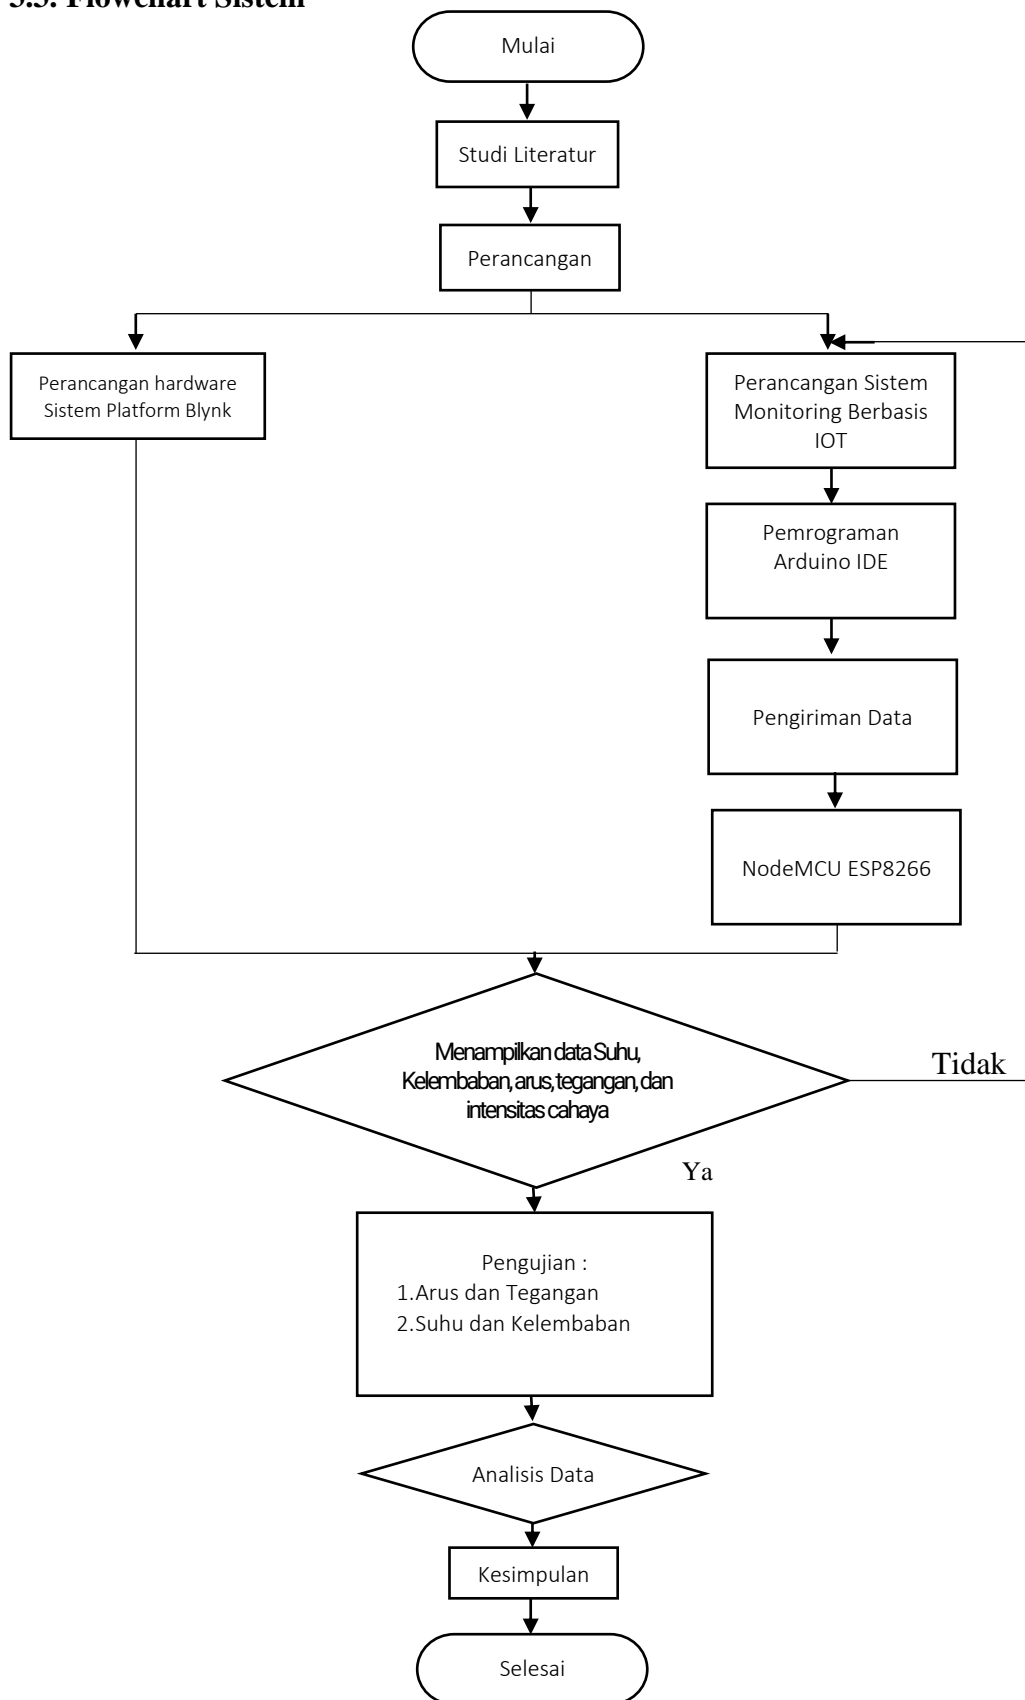 3.3. Flowchart Sistem
Mulai
Studi Literatur
Perancangan
Perancangan hardware
Sistem Platform Blynk
Perancangan Sistem
Monitoring Berbasis
IOT
Pemrograman
Arduino IDE
Pengiriman Data
NodeMCU ESP8266
Menampilkan data Suhu,
Kelembaban, arus, tegangan, dan
intensitas cahaya
Tidak
Ya
Pengujian :
1.Arus dan Tegangan
2.Suhu dan Kelembaban
Analisis Data
Kesimpulan
Selesai